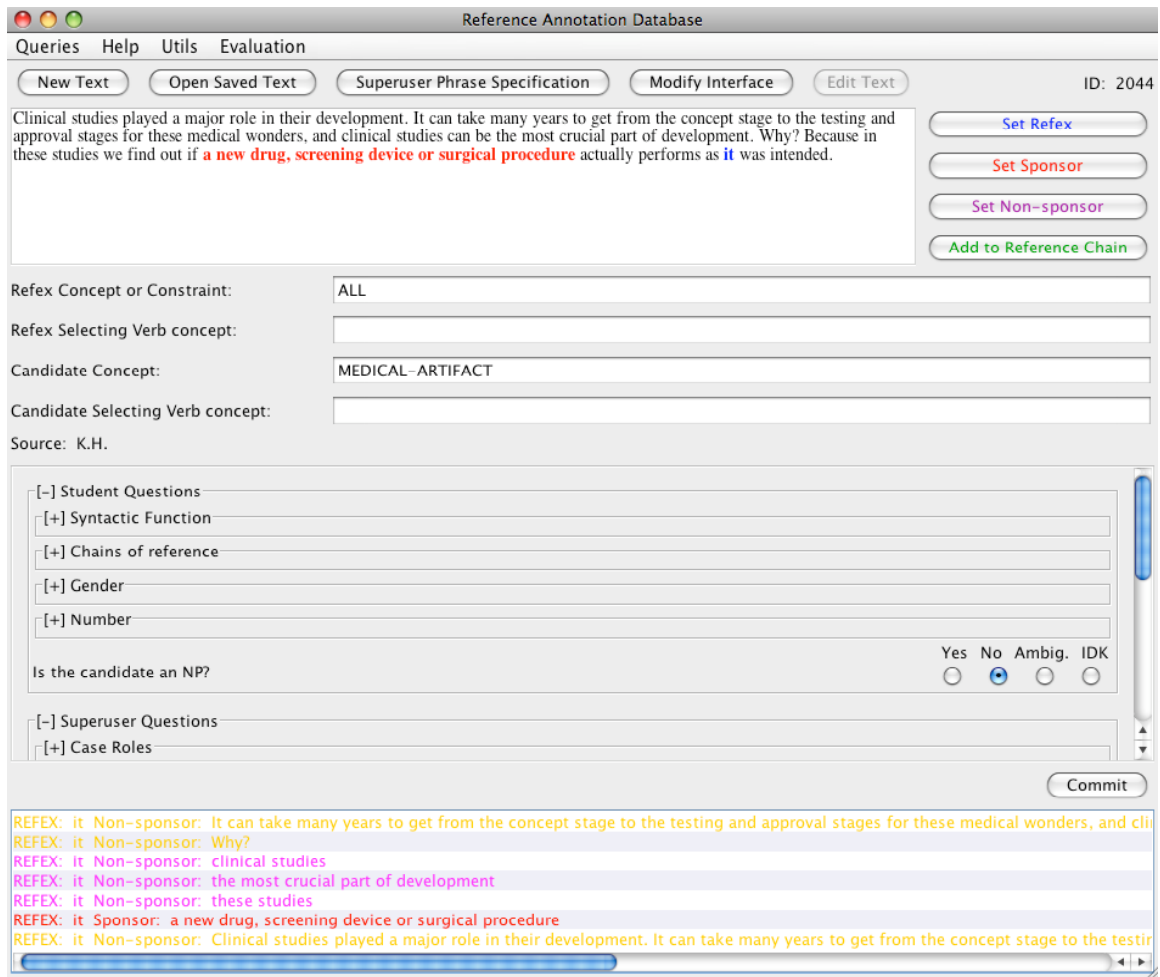 Reference Annotation Database
Queries Help Utils Evaluation
New Text Open Saved Text Superuser Phrase Specification Modify Interface Edit Text ID: 2044
Clinical studies played a major role in their development. It can take many years to get from the concept stage to the testing and
approval stages for these medical wonders, and clinical studies can be the most crucial part of development. Why? Because in
these studies we find out if a new drug, screening device or surgical procedure actually performs as it was intended.
Set Refex
Set Sponsor
Set Non-sponsor
Add to Reference Chain
Refex Concept or Constraint: ALL
Refex Selecting Verb concept:
Candidate Concept: MEDICAL-ARTIFACT
Candidate Selecting Verb concept:
Source: K.H.
[-] Student Questions
[+] Syntactic Function
[+] Chains of reference
[+] Gender
[+] Number
Yes No Ambig. IDK
Is the candidate an NP?
[-] Superuser Questions
[+] Case Roles
Commit
REFEX: it Non-sponsor: It can take many years to get from the concept stage to the testing and approval stages for these medical wonders, and cli
REFEX: it Non-sponsor: Why?
REFEX: it Non-sponsor: clinical studies
REFEX: it Non-sponsor: the most crucial part of development
REFEX: it Non-sponsor: these studies
REFEX: it Sponsor: a new drug, screening device or surgical procedure
REFEX: it Non-sponsor: Clinical studies played a major role in their development. It can take many years to get from the concept stage to the testin